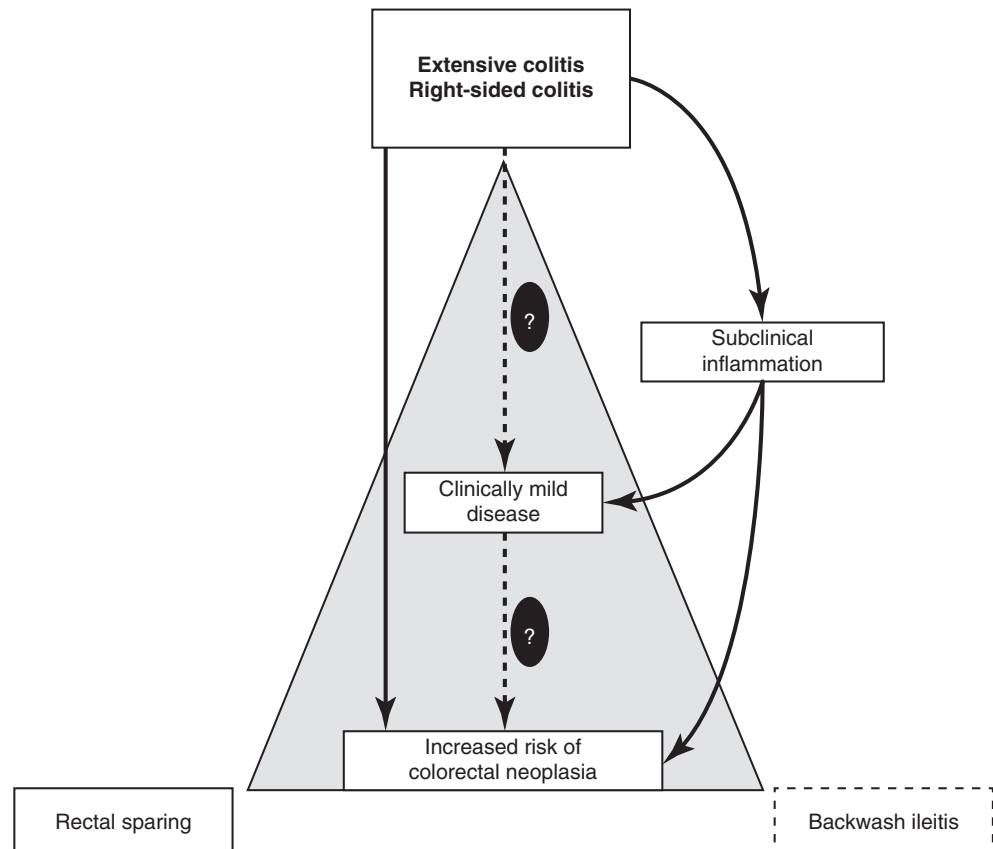 Extensive colitis
Right-sided colitis
?
Subclinical
inflammation
Clinically mild
disease
?
Increased risk of
colorectal neoplasia
Rectal sparing
Backwash ileitis